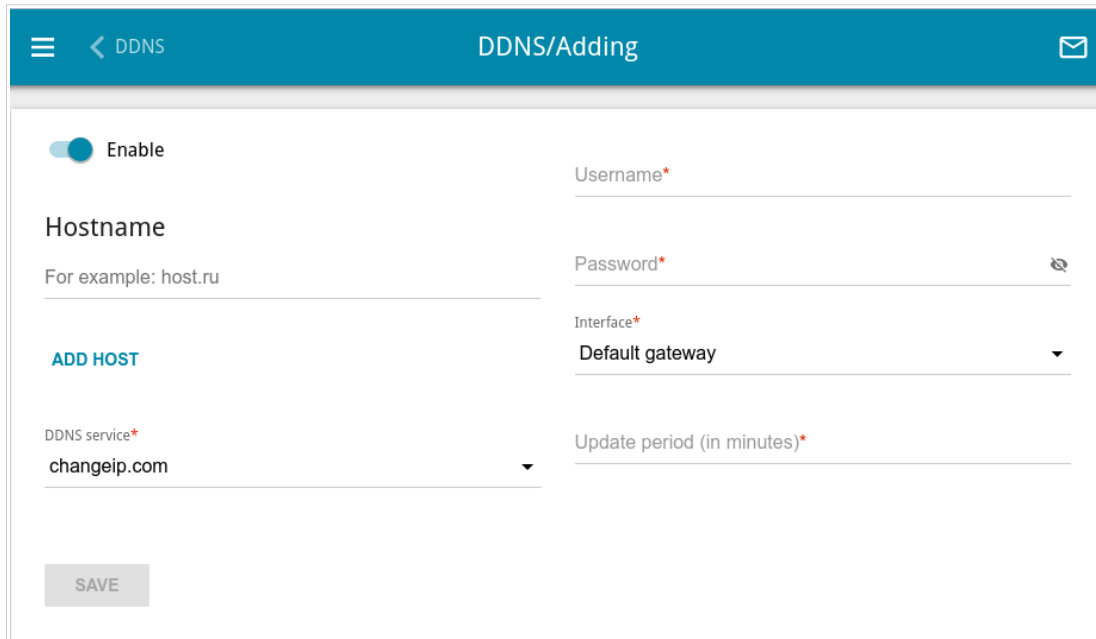 DDNS
DDNS/Adding
Enable
Hostname
For example: host.ru
ADD HOST
DDNS service*
changeip.com
Username*
Password*
Interface*
Default gateway
Update period (in minutes)*
SAVE